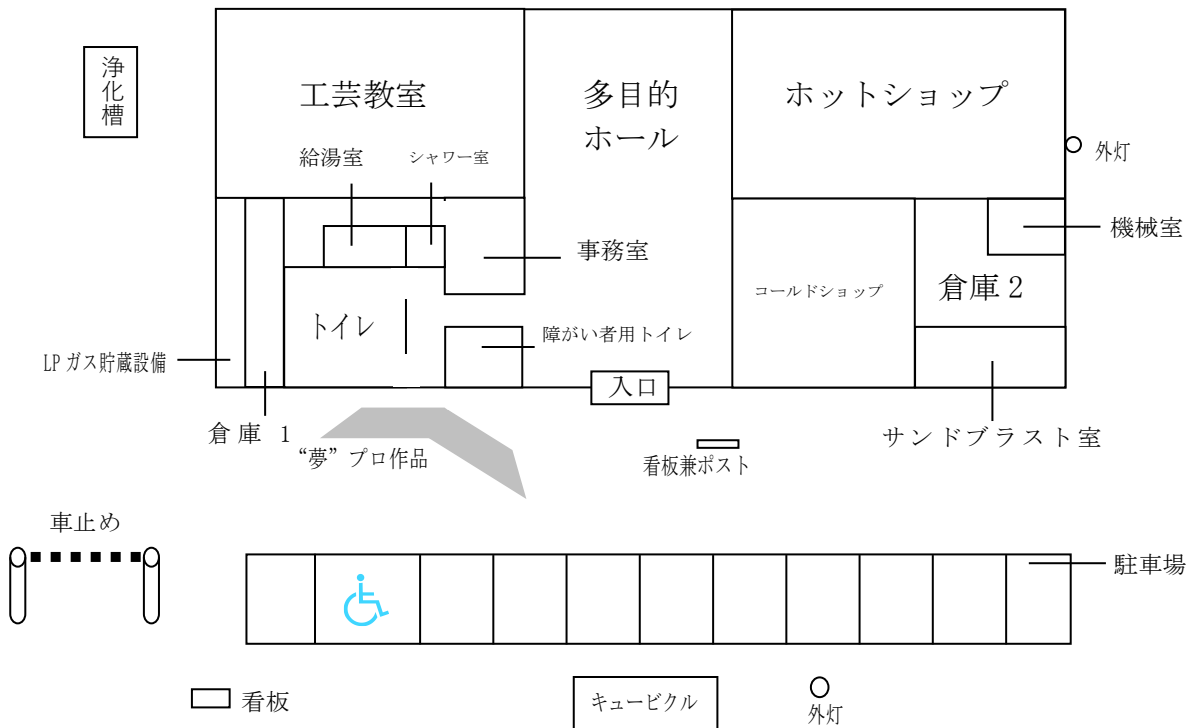 浄化槽
工芸教室
多目的
ホール
ホットショップ
給湯室
シャワー室
外灯
機械室
事務室
コールドショップ
倉庫 2
トイレ
障がい者用トイレ
LP ガス貯蔵設備
入口
倉庫 1
サンドブラスト室
“夢” プロ作品
看板兼ポスト
車止め
駐車場
看板
キュービクル
外灯